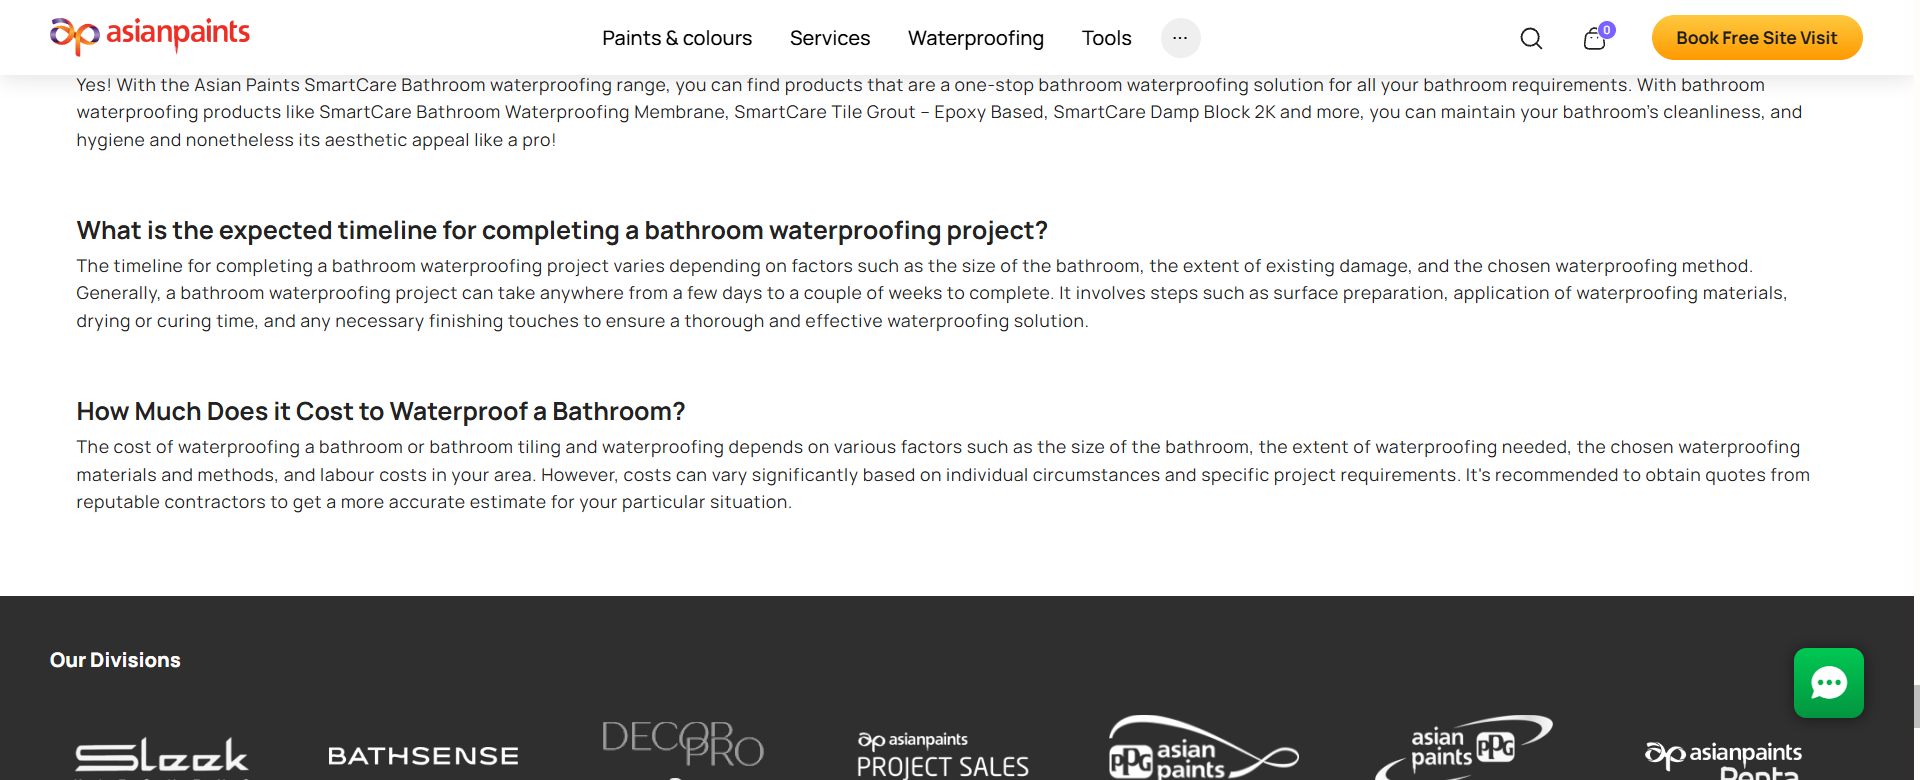 asianpaints
Paints & colours Services Waterproofing Tools ... 0 Book Free Site Visit
Yes! With the Asian Paints SmartCare Bathroom waterproofing range, you can find products that are a one-stop bathroom waterproofing solution for all your bathroom requirements. With bathroom
waterproofing products like SmartCare Bathroom Waterproofing Membrane, SmartCare Tile Grout – Epoxy Based, SmartCare Damp Block 2K and more, you can maintain your bathroom's cleanliness, and
hygiene and nonetheless its aesthetic appeal like a pro!
What is the expected timeline for completing a bathroom waterproofing project?
The timeline for completing a bathroom waterproofing project varies depending on factors such as the size of the bathroom, the extent of existing damage, and the chosen waterproofing method.
Generally, a bathroom waterproofing project can take anywhere from a few days to a couple of weeks to complete. It involves steps such as surface preparation, application of waterproofing materials,
drying or curing time, and any necessary finishing touches to ensure a thorough and effective waterproofing solution.
How Much Does it Cost to Waterproof a Bathroom?
The cost of waterproofing a bathroom or bathroom tiling and waterproofing depends on various factors such as the size of the bathroom, the extent of waterproofing needed, the chosen waterproofing
materials and methods, and labour costs in your area. However, costs can vary significantly based on individual circumstances and specific project requirements. It's recommended to obtain quotes from
reputable contractors to get a more accurate estimate for your particular situation.
Our Divisions
Sleek
BATHSENSE
DECOR
PRO
asianpaints
PROJECT SALES
PPG asian
paints
asian
paints PPG
asianpaints